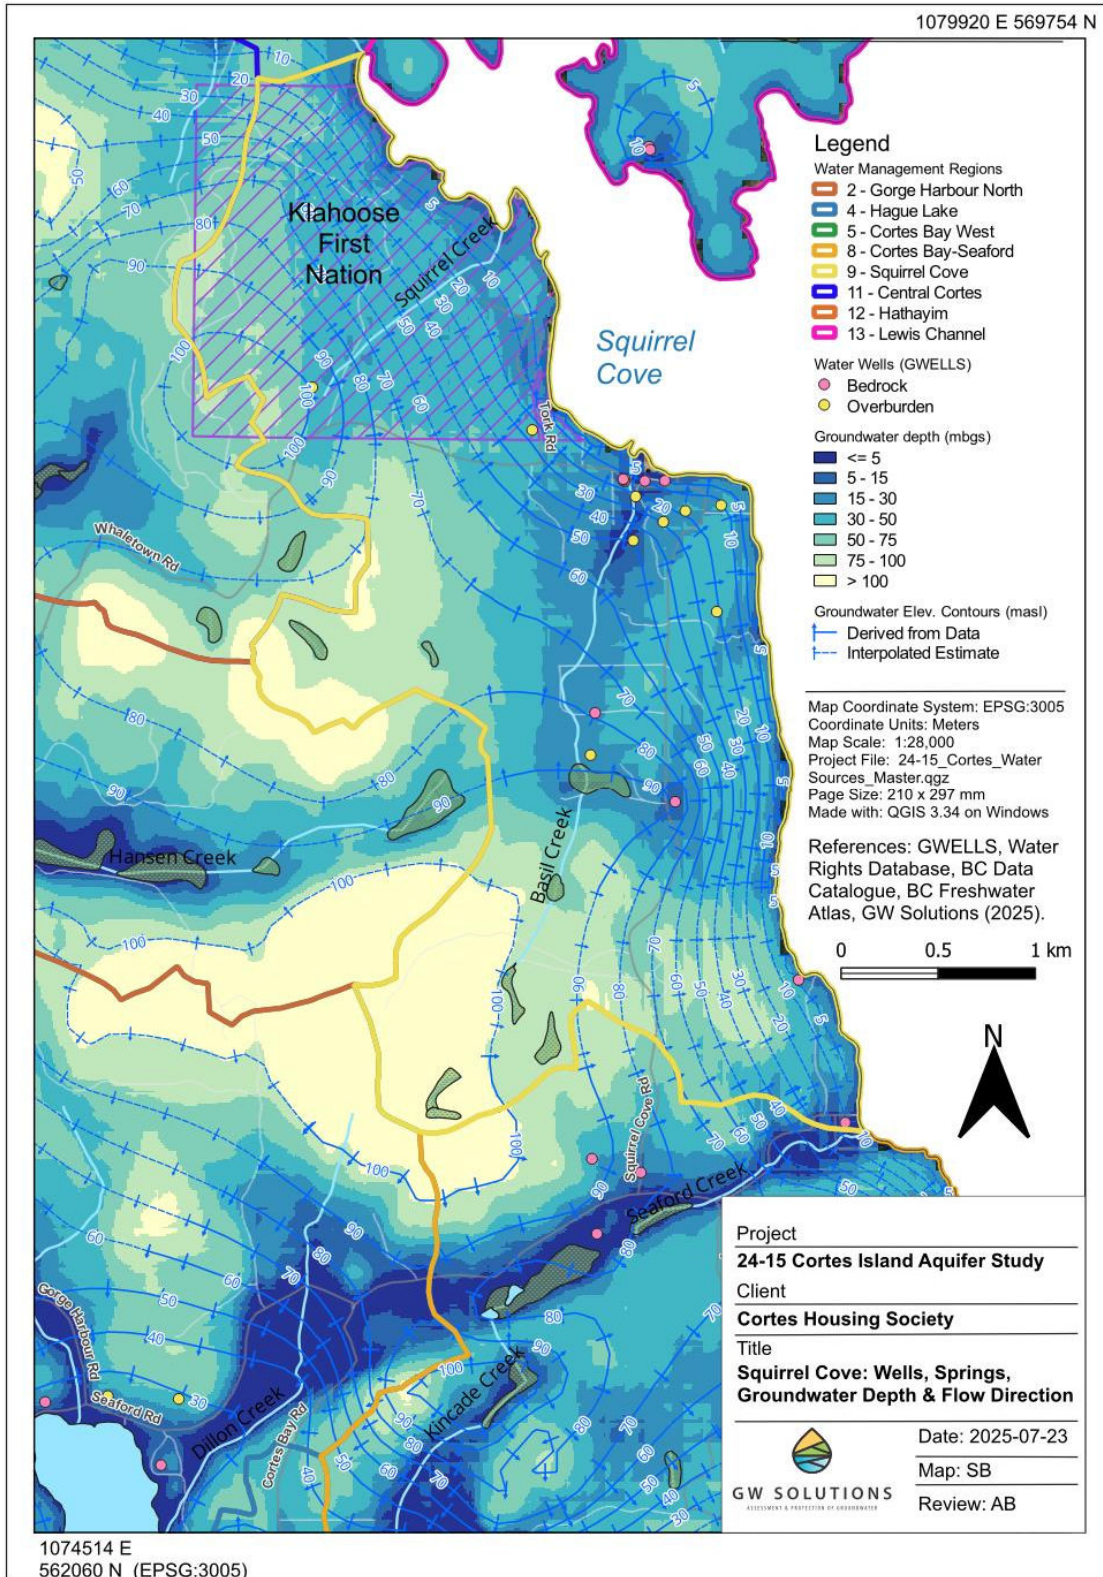 1079920 E 569754 N
Legend
Water Management Regions
2 - Gorge Harbour North
4 - Hague Lake
5 - Cortes Bay West
8 - Cortes Bay-Seaford
9 - Squirrel Cove
11 - Central Cortes
12 - Hathayim
13 - Lewis Channel
Water Wells (GWELLS)
Bedrock
Overburden
Groundwater depth (mbgs)
<= 5
5 - 15
15 - 30
30 - 50
50 - 75
75 - 100
> 100
Groundwater Elev. Contours (masl)
Derived from Data
Interpolated Estimate
Map Coordinate System: EPSG:3005
Coordinate Units: Meters
Map Scale: 1:28,000
Project File: 24-15_Cortes_Water
Sources_Master.qgz
Page Size: 210 x 297 mm
Made with: QGIS 3.34 on Windows
References: GWELLS, Water
Rights Database, BC Data
Catalogue, BC Freshwater
Atlas, GW Solutions (2025).
0 0.5 1 km
N
Klahoose
First
Nation
Squirrel Creek
Squirrel
Cove
Tork Rd
Whaletown Rd
Hansen Creek
Basil Creek
Squirrel Cove Rd
Seaford Creek
Gorge Harbour Rd
Seaford Rd
Dillon Creek
Cortes Bay Rd
Kincade Creek
Project
24-15 Cortes Island Aquifer Study
Client
Cortes Housing Society
Title
Squirrel Cove: Wells, Springs,
Groundwater Depth & Flow Direction
GW SOLUTIONS
ASSESSMENT & PROTECTION OF GROUNDWATER
Date: 2025-07-23
Map: SB
Review: AB
1074514 E
562060 N (EPSG:3005)